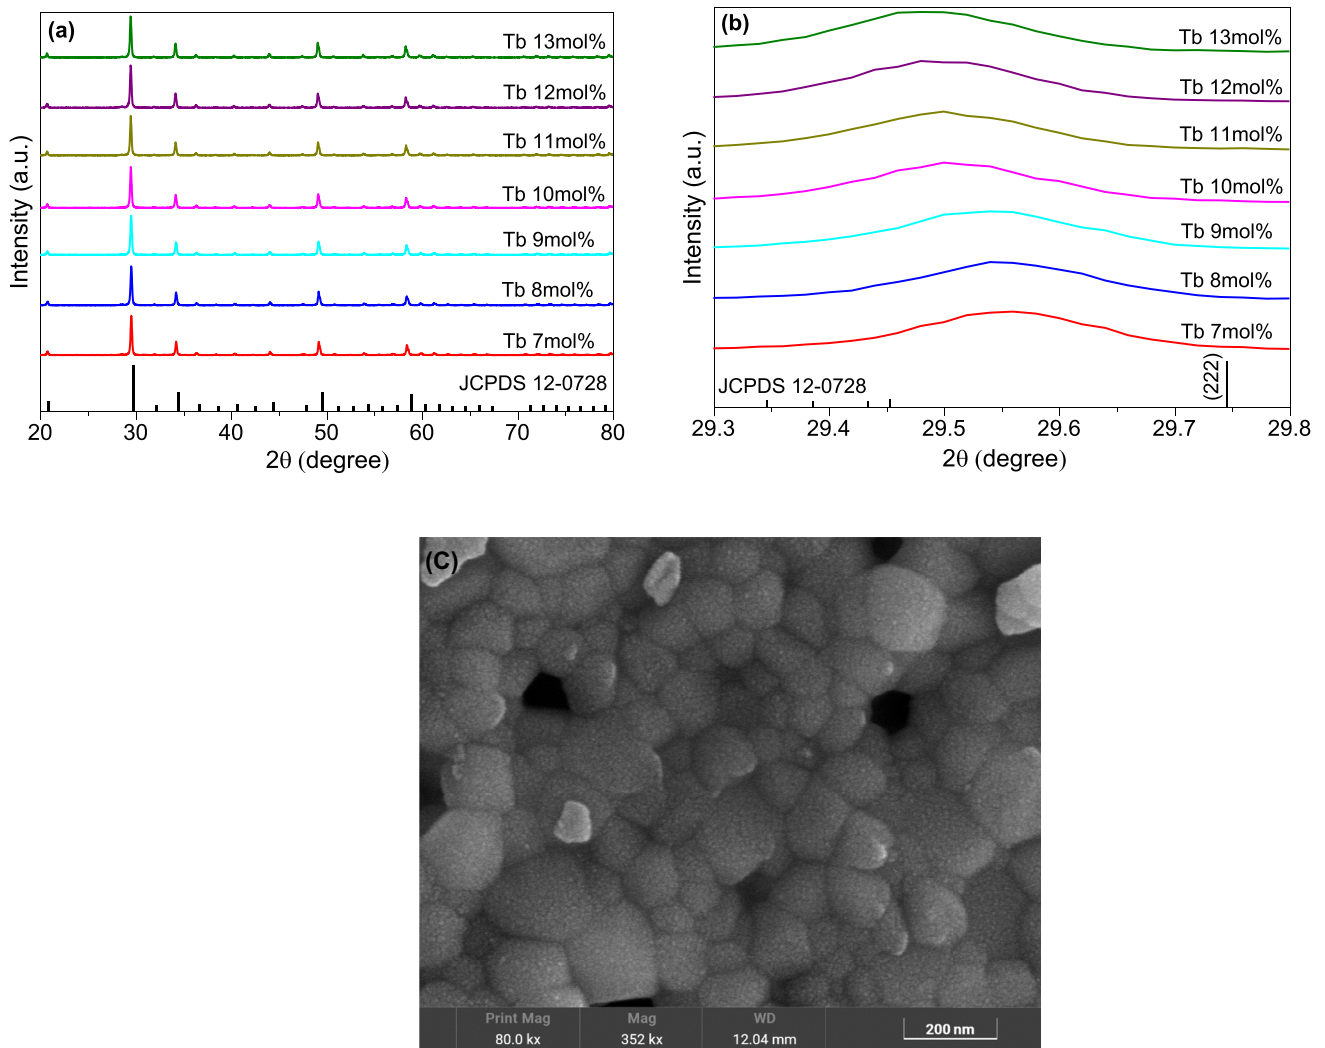 (a)
Tb 13mol%
Tb 12mol%
Tb 11mol%
Tb 10mol%
Tb 9mol%
Tb 8mol%
Tb 7mol%
JCPDS 12-0728
Intensity (a.u.)
20 30 40 50 60 70 80
2θ (degree)
(b)
Tb 13mol%
Tb 12mol%
Tb 11mol%
Tb 10mol%
Tb 9mol%
Tb 8mol%
Tb 7mol%
JCPDS 12-0728
(222)
Intensity (a.u.)
29.3 29.4 29.5 29.6 29.7 29.8
2θ (degree)
(C)
Print Mag Mag WD
80.0 kx 352 kx 12.04 mm
200 nm